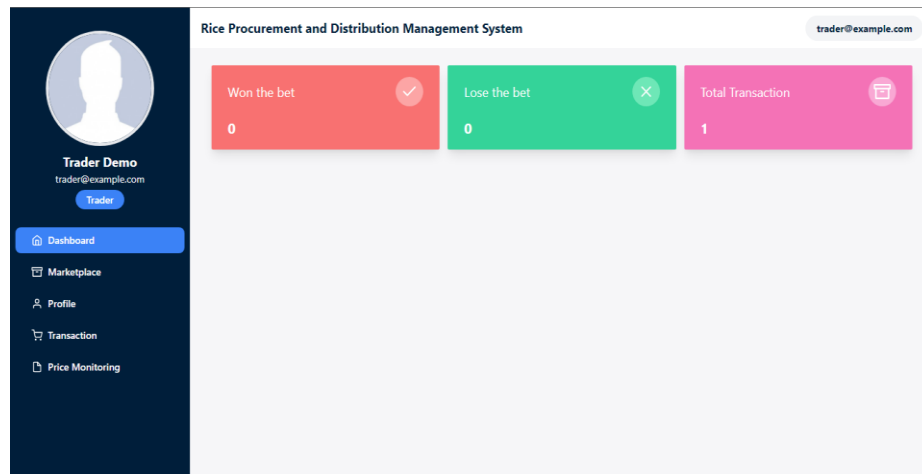 Rice Procurement and Distribution Management System
trader@example.com
Trader Demo
trader@example.com
Trader
Dashboard
Marketplace
Profile
Transaction
Price Monitoring
Won the bet
0
Lose the bet
0
Total Transaction
1